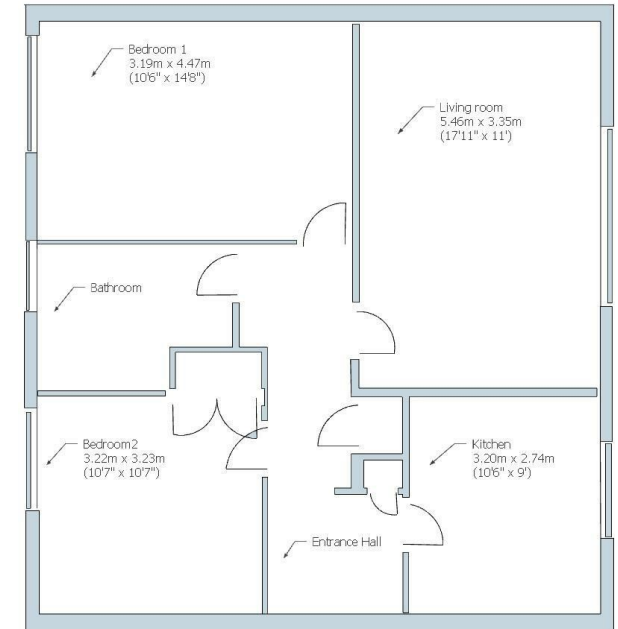 Bedroom 1
3.19m x 4.47m
(10'6" x 14'8")
Living room
5.46m x 3.35m
(17'11" x 11')
Bathroom
Bedroom2
3.22m x 3.23m
(10'7" x 10'7")
Kitchen
3.20m x 2.74m
(10'6" x 9')
Entrance Hall